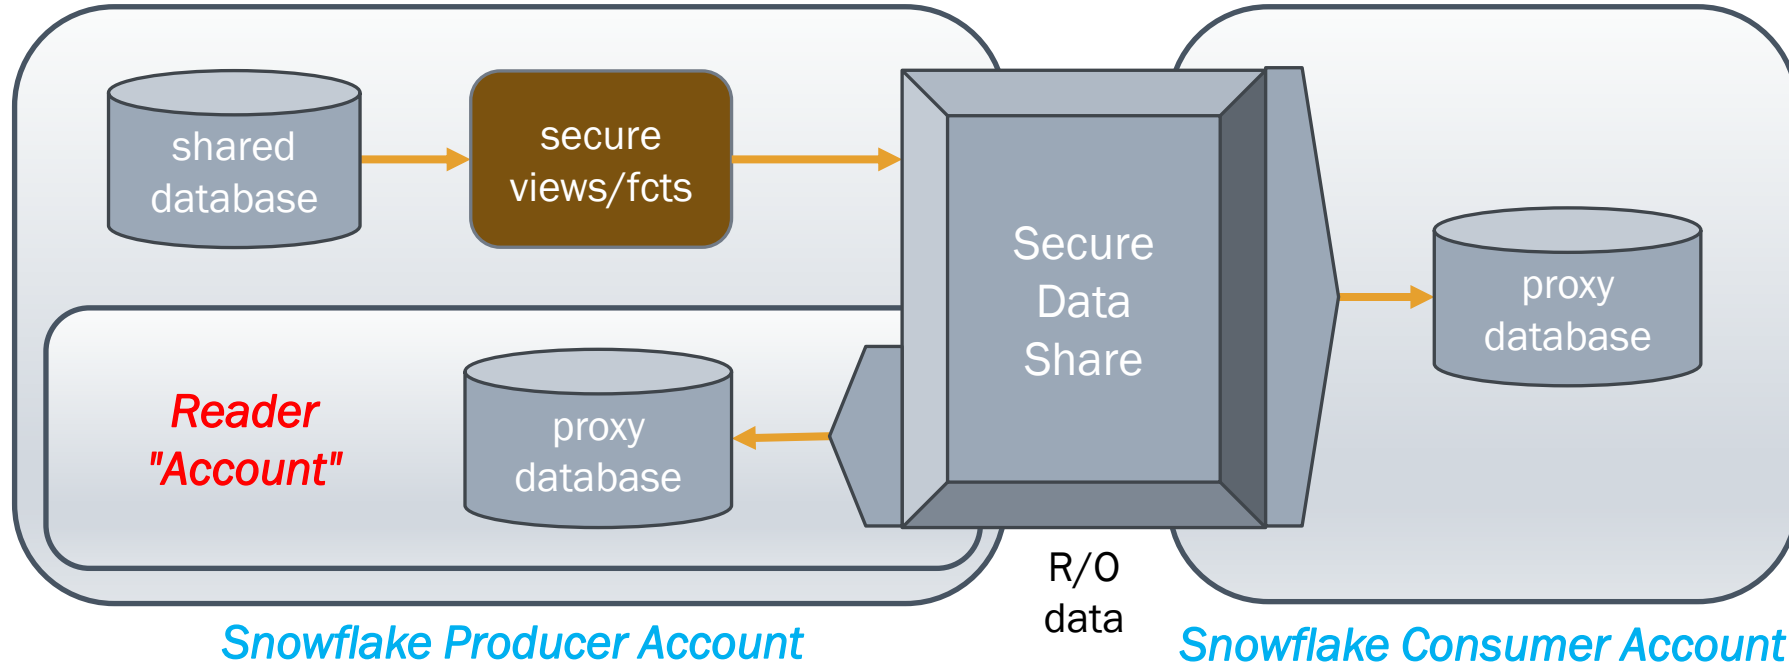 shared
database
secure
views/fcts
Secure
Data
Share
proxy
database
Reader
"Account"
proxy
database
R/O
data
Snowflake Producer Account
Snowflake Consumer Account